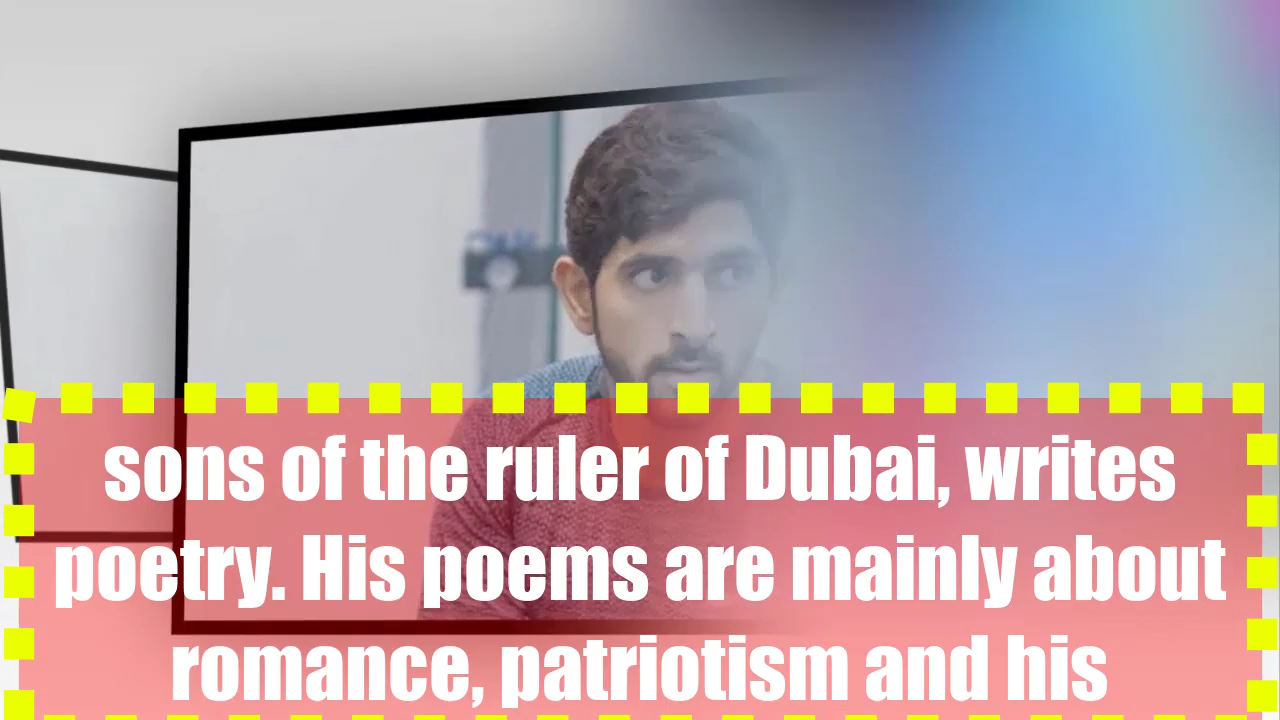 sons of the ruler of Dubai, writes
poetry. His poems are mainly about
romance, patriotism and his